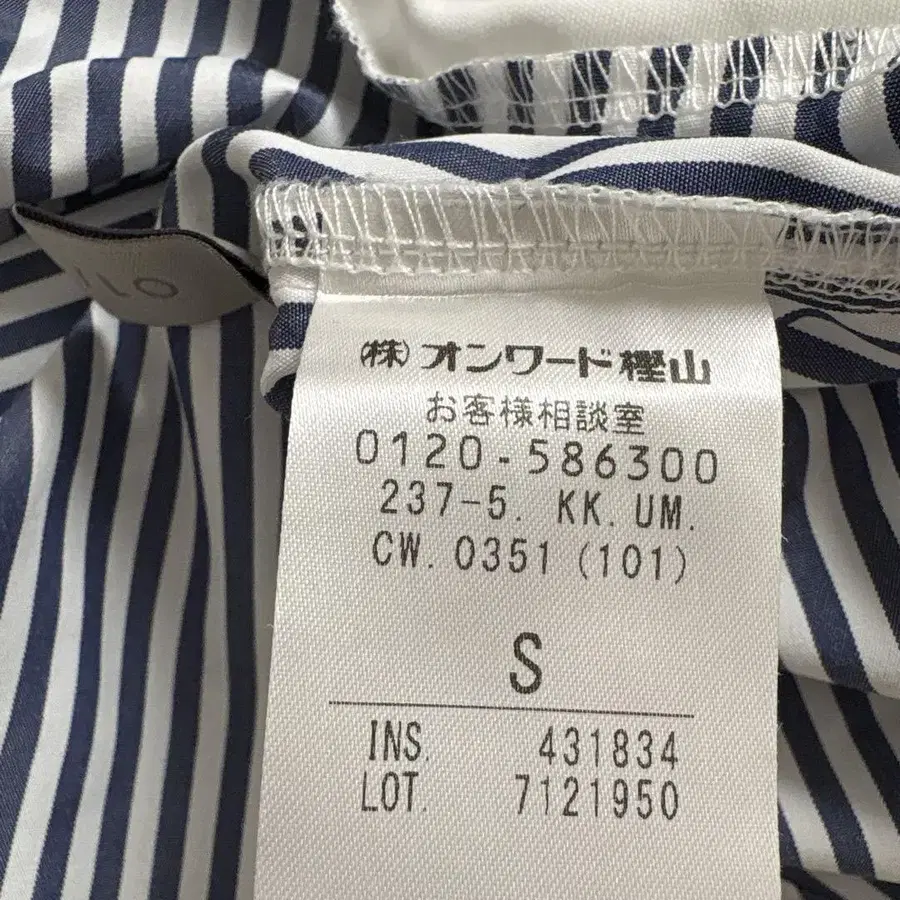 (株)オンワード樫山
お客様相談室
0120-586300
237-5. KK. UM.
CW. 0351 (101)
S
INS. 431834
LOT. 7121950